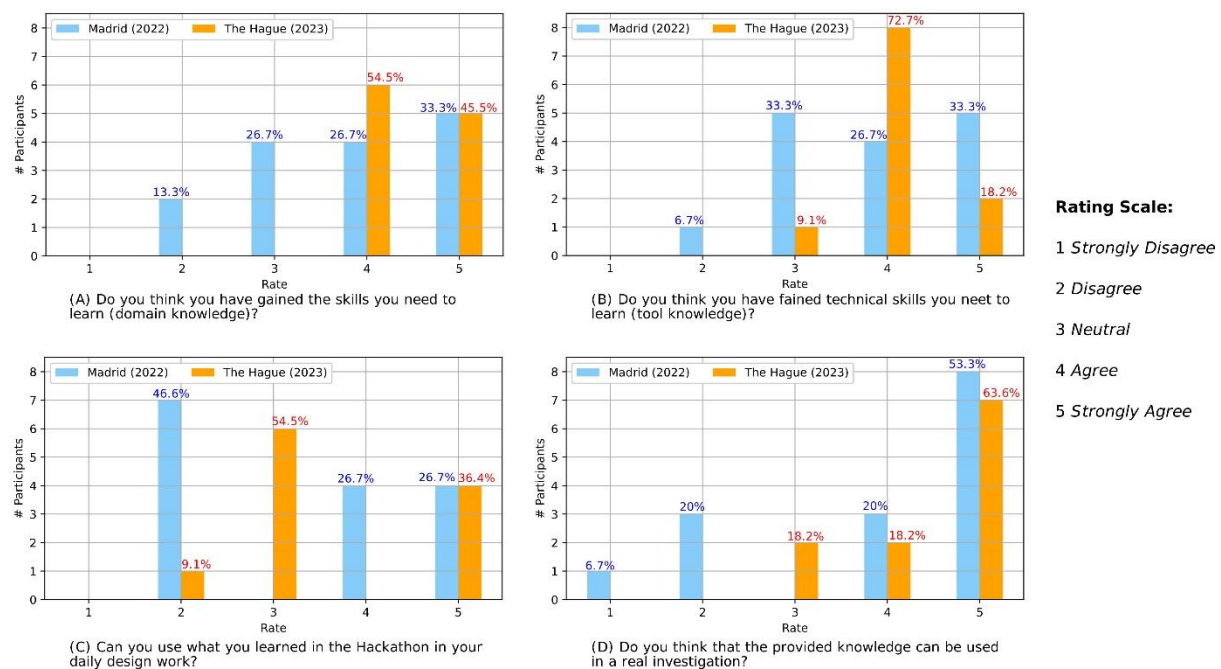 Madrid (2022) The Hague (2023)
8
7
6
5
4
3
2
1
0
# Participants
13.3%
26.7%
26.7%
54.5%
33.3%
45.5%
1 2 3 4 5
Rate
(A) Do you think you have gained the skills you need to
learn (domain knowledge)?
Madrid (2022) The Hague (2023)
8
7
6
5
4
3
2
1
0
# Participants
6.7%
33.3%
9.1%
26.7%
72.7%
33.3%
18.2%
1 2 3 4 5
Rate
(B) Do you think you have fained technical skills you neet to
learn (tool knowledge)?
Madrid (2022) The Hague (2023)
8
7
6
5
4
3
2
1
0
# Participants
46.6%
9.1%
54.5%
26.7%
26.7%
36.4%
1 2 3 4 5
Rate
(C) Can you use what you learned in the Hackathon in your
daily design work?
Madrid (2022) The Hague (2023)
8
7
6
5
4
3
2
1
0
# Participants
6.7%
20%
18.2%
20%
18.2%
53.3%
63.6%
1 2 3 4 5
Rate
(D) Do you think that the provided knowledge can be used
in a real investigation?
Rating Scale:
1 Strongly Disagree
2 Disagree
3 Neutral
4 Agree
5 Strongly Agree